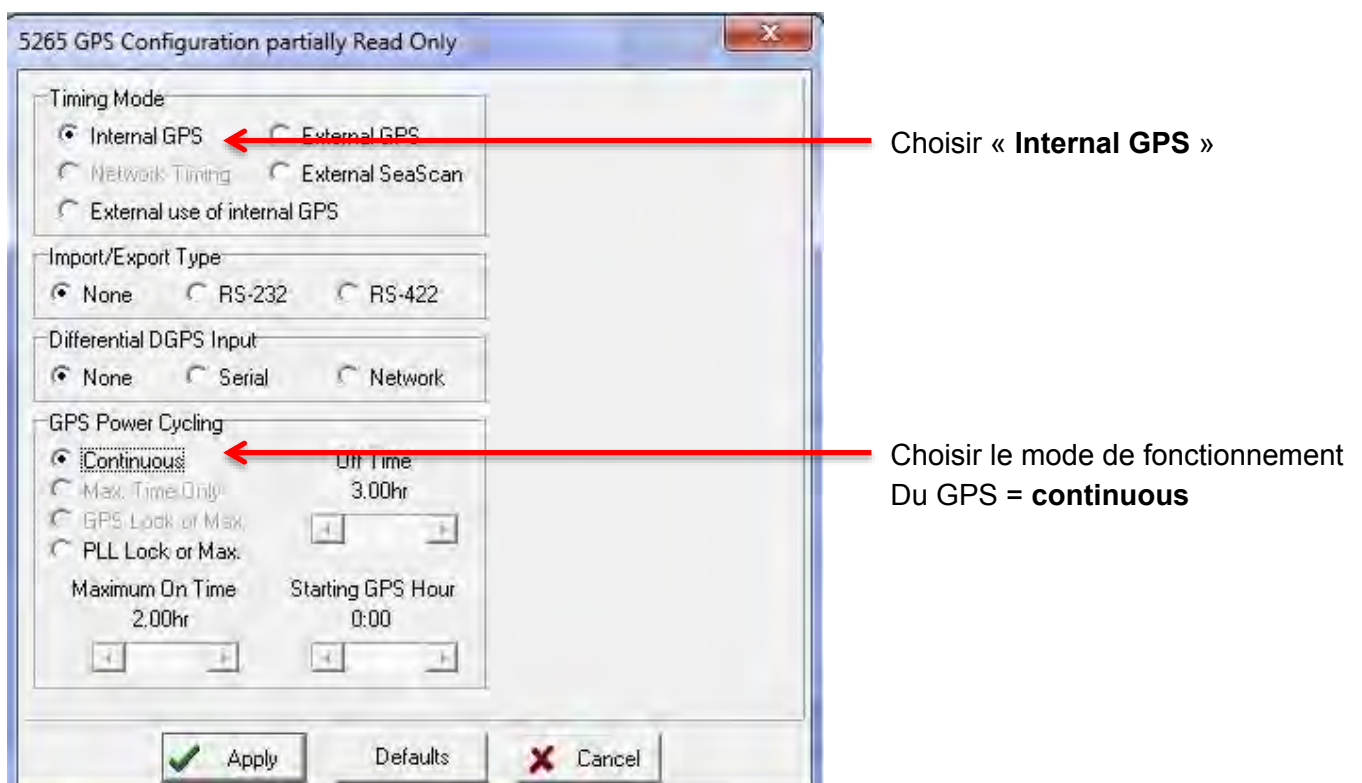 5265 GPS Configuration partially Read Only
Timing Mode
Internal GPS External GPS
Network Timing External SeaScan
External use of internal GPS
Choisir « Internal GPS »
Import/Export Type
None RS-232 RS-422
Differential DGPS Input
None Serial Network
GPS Power Cycling
Continuous Off Time
Max. Time Only 3.00hr
GPS Lock or Max.
PLL Lock or Max.
Choisir le mode de fonctionnement
Du GPS = continuous
Maximum On Time Starting GPS Hour
2.00hr 0:00
Apply Defaults Cancel